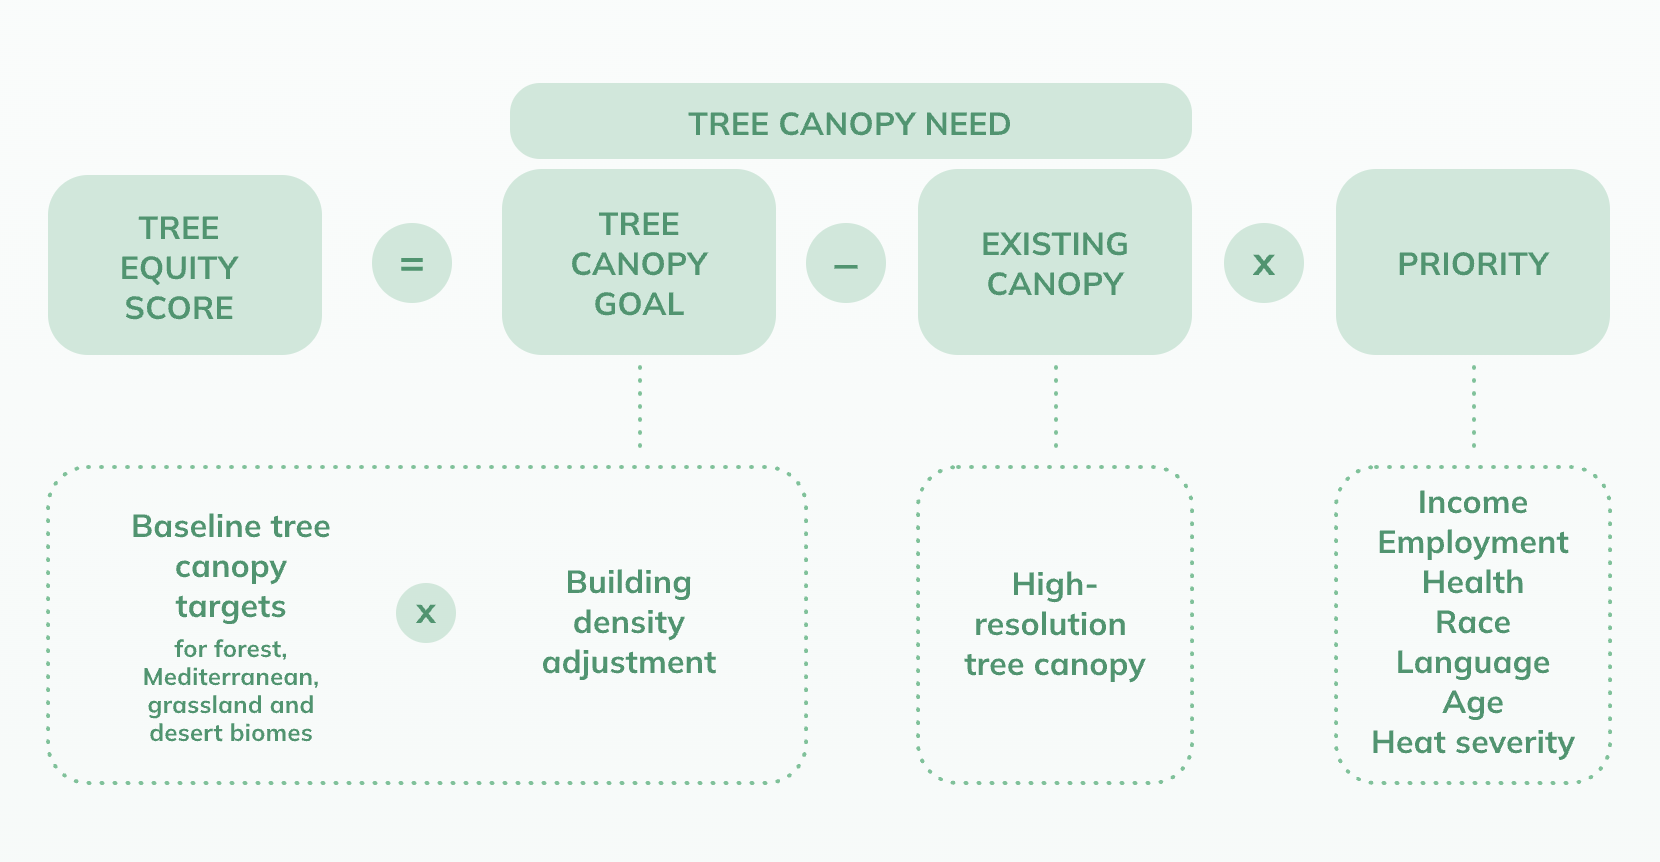 TREE CANOPY NEED
TREE
EQUITY
SCORE
=
TREE
CANOPY
GOAL
–
EXISTING
CANOPY
x
PRIORITY
Baseline tree
canopy
targets
for forest,
Mediterranean,
grassland and
desert biomes
x
Building
density
adjustment
High-
resolution
tree canopy
Income
Employment
Health
Race
Language
Age
Heat severity